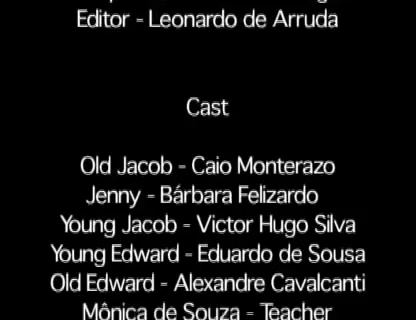 Editor - Leonardo de Arruda
Cast
Old Jacob - Caio Monterazo
Jenny - Bárbara Felizardo
Young Jacob - Victor Hugo Silva
Young Edward - Eduardo de Sousa
Old Edward - Alexandre Cavalcanti
Mônica de Souza - Teacher